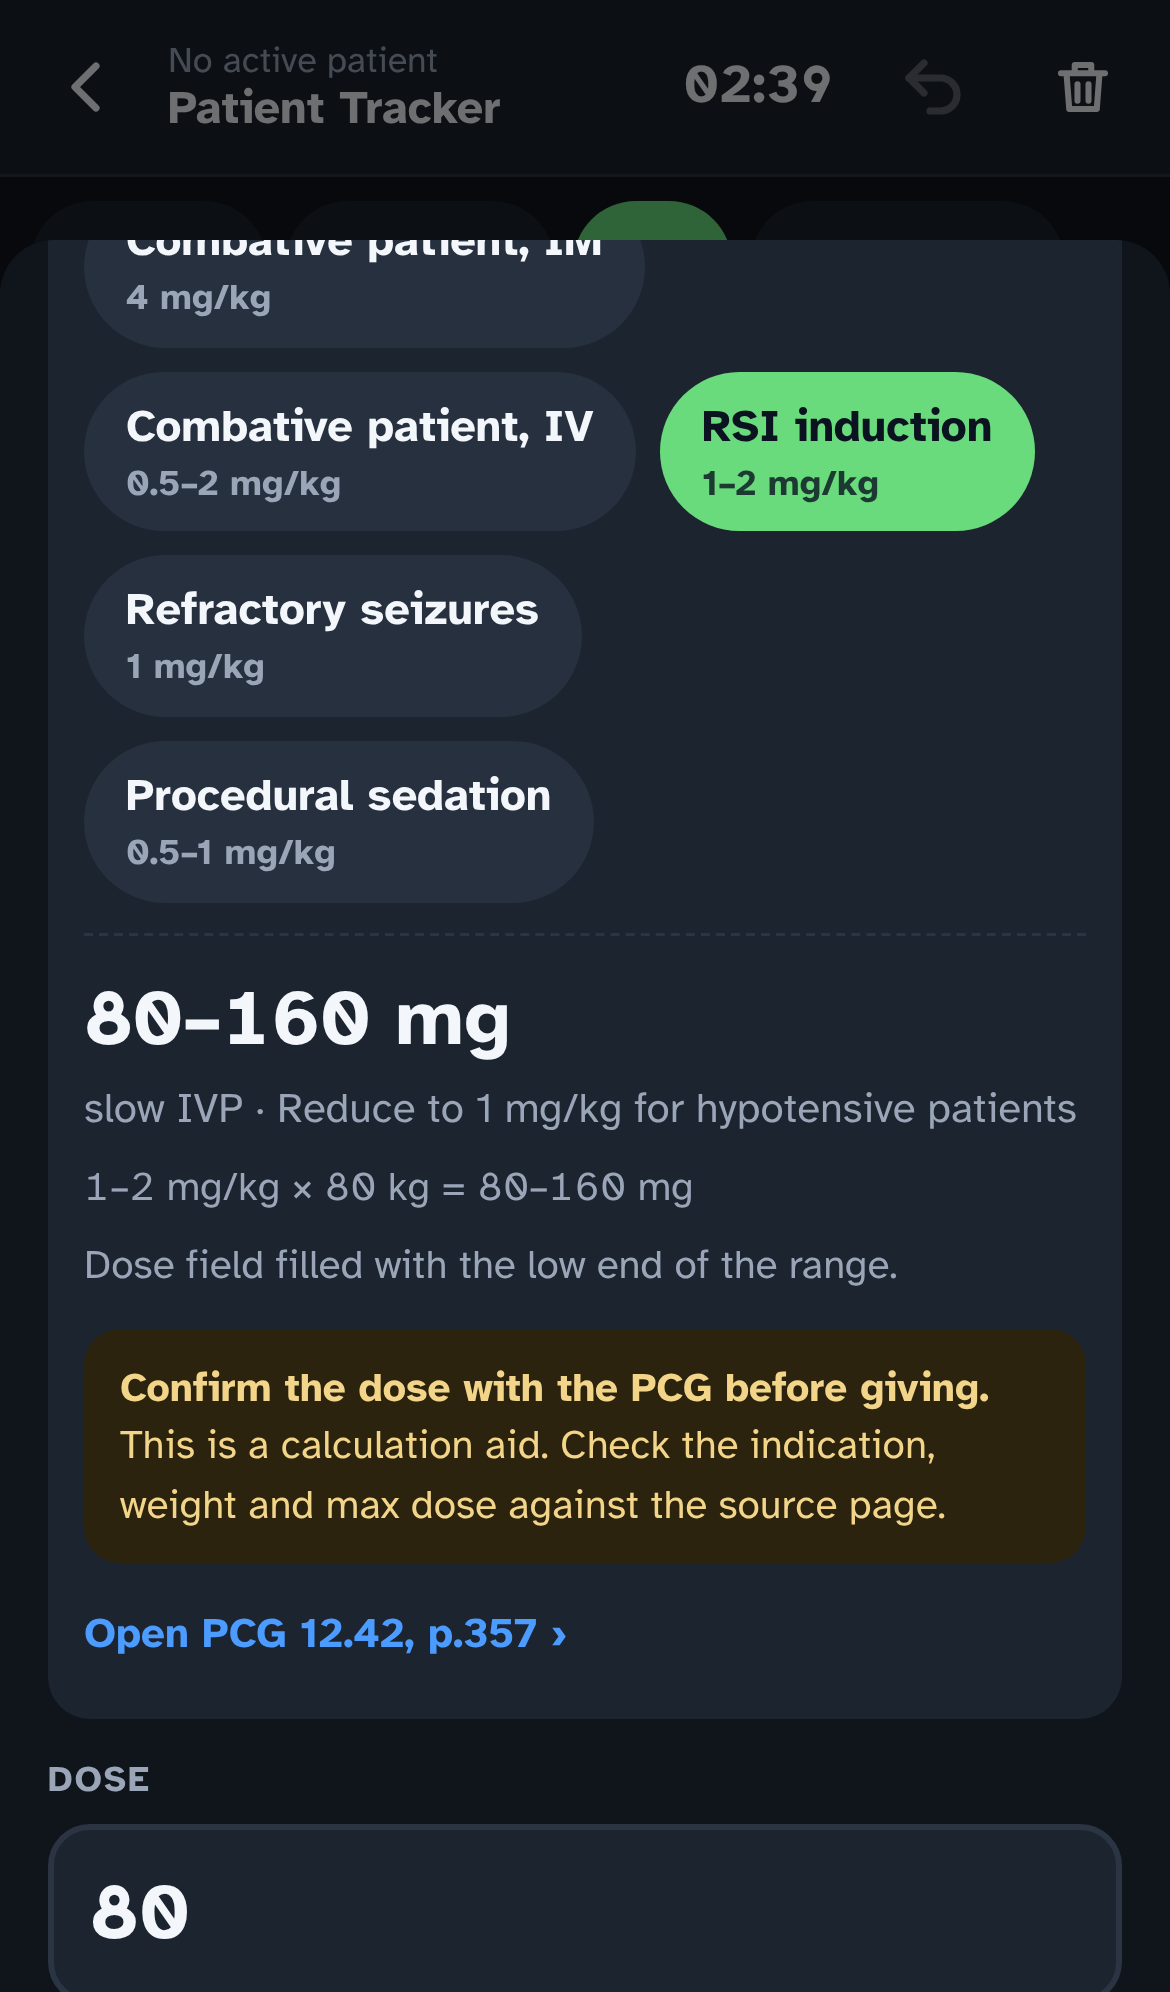 No active patient
Patient Tracker
02:39
Combative patient, IM
4 mg/kg
Combative patient, IV
0.5–2 mg/kg
RSI induction
1–2 mg/kg
Refractory seizures
1 mg/kg
Procedural sedation
0.5–1 mg/kg
80–160 mg
slow IVP · Reduce to 1 mg/kg for hypotensive patients
1–2 mg/kg × 80 kg = 80–160 mg
Dose field filled with the low end of the range.
Confirm the dose with the PCG before giving.
This is a calculation aid. Check the indication,
weight and max dose against the source page.
Open PCG 12.42, p.357 ›
DOSE
80